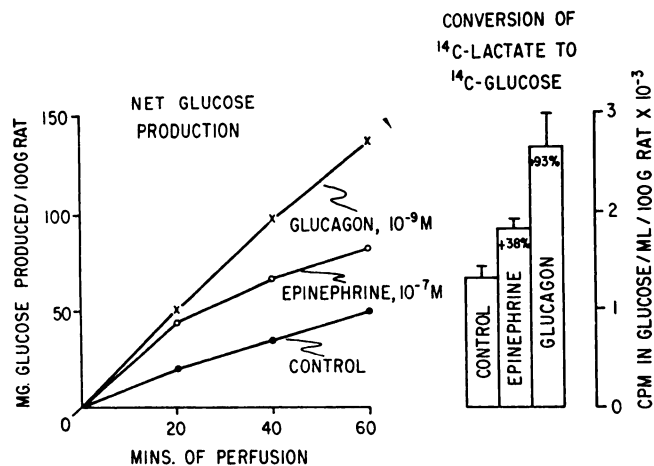 CONVERSION OF
¹⁴C-LACTATE TO
¹⁴C-GLUCOSE
NET GLUCOSE
PRODUCTION
MG. GLUCOSE PRODUCED/100G RAT
150
100
50
0
20
40
60
MINS. OF PERFUSION
GLUCAGON, 10⁻⁹M
EPINEPHRINE, 10⁻⁷M
CONTROL
CONTROL
+38%
EPINEPHRINE
+93%
GLUCAGON
3
2
1
0
CPM IN GLUCOSE/ML/100G RAT X 10⁻³